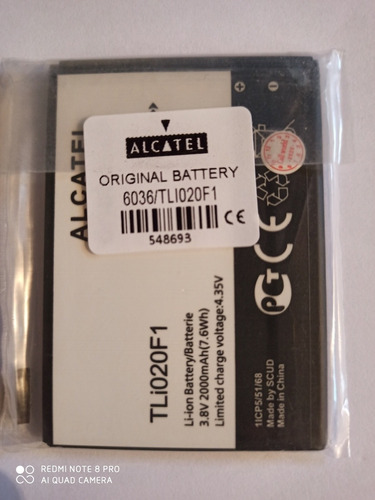 ALCATEL
ORIGINAL BATTERY
6036/TLI020F1
548693
CE
ALCATEL
TLi020F1
Li-ion Battery/Batterie
3.8V 2000mAh(7.6Wh)
Limited charge voltage:4.35V
1ICP5/51/68
Made by SCUD
Made in China
REDMI NOTE 8 PRO
AI QUAD CAMERA